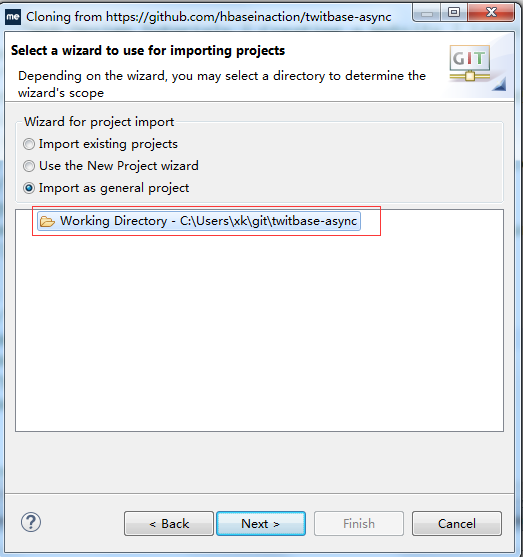 me Cloning from https://github.com/hbaseinaction/twitbase-async
Select a wizard to use for importing projects
Depending on the wizard, you may select a directory to determine the
wizard's scope
GIT
Wizard for project import
Import existing projects
Use the New Project wizard
Import as general project
Working Directory - C:\Users\xk\git\twitbase-async
?
< Back
Next >
Finish
Cancel